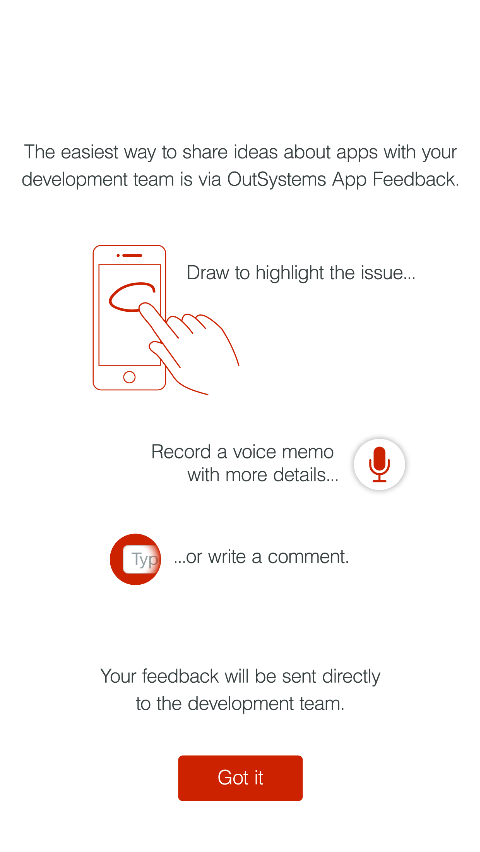 The easiest way to share ideas about apps with your
development team is via OutSystems App Feedback.
Draw to highlight the issue...
Record a voice memo
with more details...
Typ
...or write a comment.
Your feedback will be sent directly
to the development team.
Got it